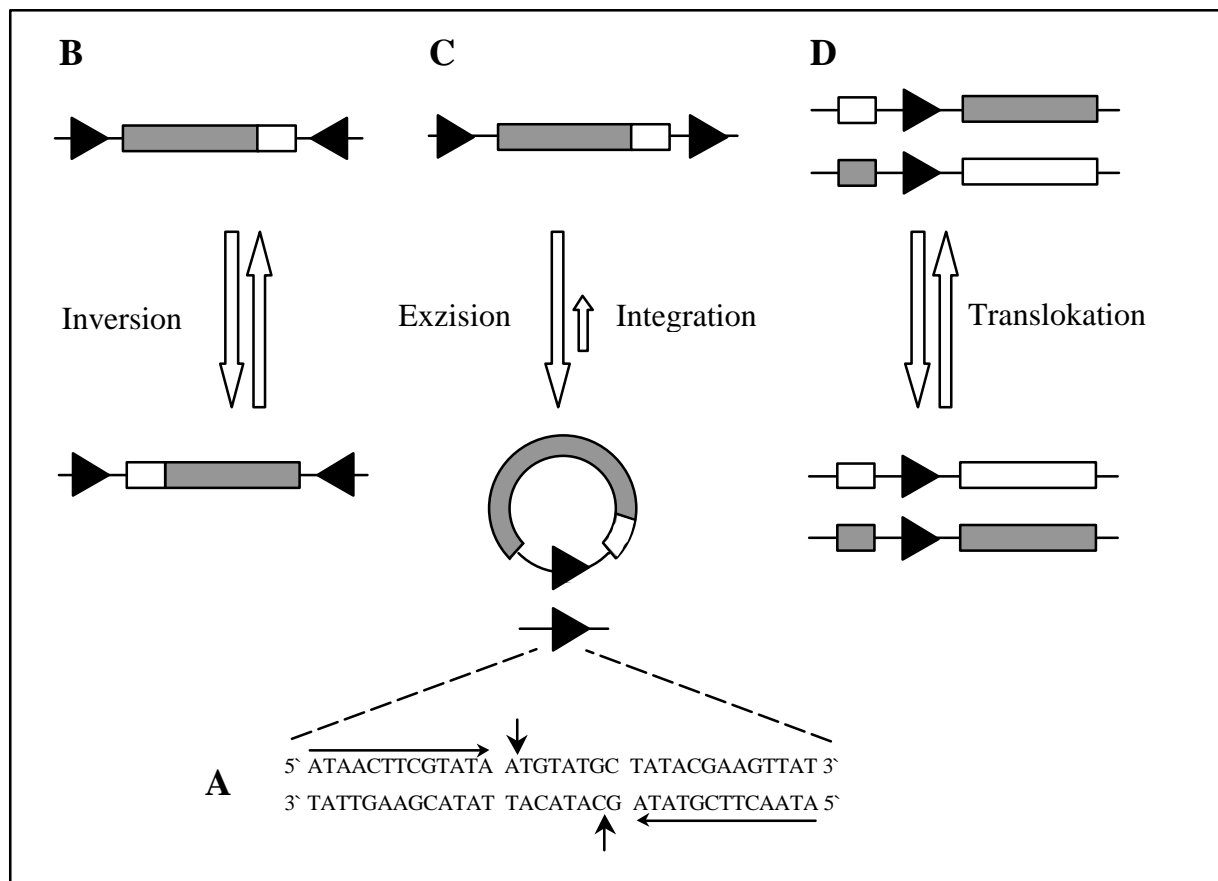 B
C
D
Inversion
Exzision
Integration
Translokation
A
5` ATAACTTCGTATA ATGTATGC TATACGAAGTTAT 3`
3` TATTGAAGCATAT TACATACG ATATGCTTCAATA 5`